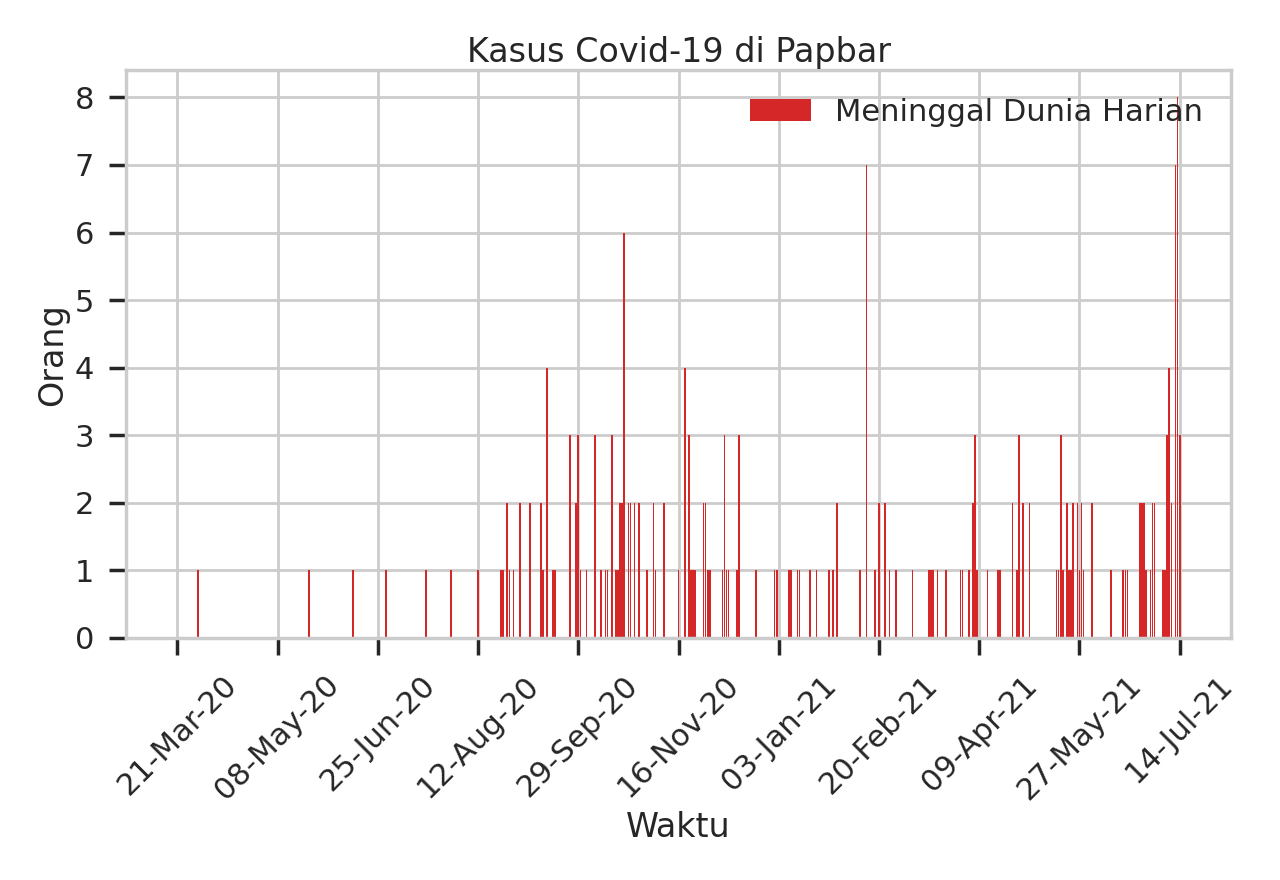 Kasus Covid-19 di Papbar
Meninggal Dunia Harian
Orang
8
7
6
5
4
3
2
1
0
21-Mar-20
08-May-20
25-Jun-20
12-Aug-20
29-Sep-20
16-Nov-20
03-Jan-21
20-Feb-21
09-Apr-21
27-May-21
14-Jul-21
Waktu